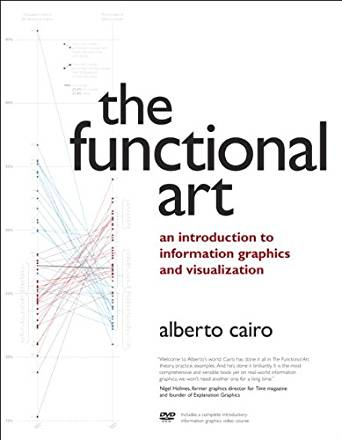 the
functional
art
an introduction to
information graphics
and visualization
alberto cairo
"Welcome to Alberto's world. Cairo has done it all in The Functional Art:
theory, practice, examples. And he's done it brilliantly. It is the most
comprehensive and sensible book yet on real-world information
graphics; we won't need another one for a long time."
Nigel Holmes, former graphics director for Time magazine
and founder of Explanation Graphics
DVD
includes a complete introductory
information graphics video course